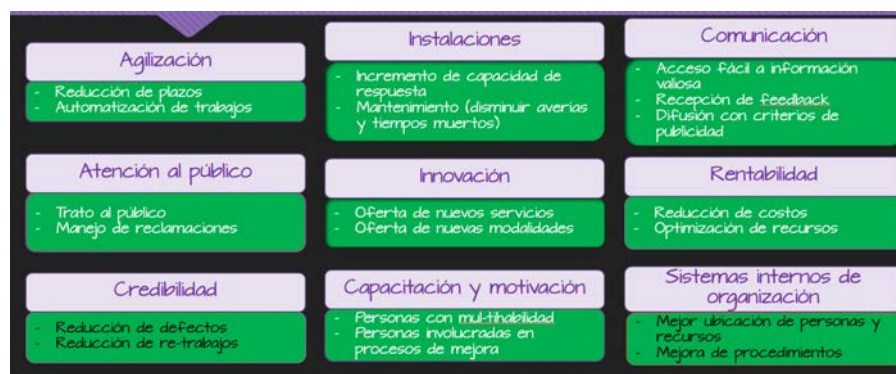 Agilización
- Reducción de plazos
- Automatización de trabajos
Instalaciones
- Incremento de capacidad de
respuesta
- Mantenimiento (disminuir averías
y tiempos muertos)
Comunicación
- Acceso fácil a información
valiosa
- Recepción de feedback
- Difusión con criterios de
publicidad
Atención al público
- Trato al público
- Manejo de reclamaciones
Innovación
- Oferta de nuevos servicios
- Oferta de nuevas modalidades
Rentabilidad
- Reducción de costos
- Optimización de recursos
Credibilidad
- Reducción de defectos
- Reducción de re-trabajos
Capacitación y motivación
- Personas con mul-tihabilidad
- Personas involucradas en
procesos de mejora
Sistemas internos de
organización
- Mejor ubicación de personas y
recursos
- Mejora de procedimientos